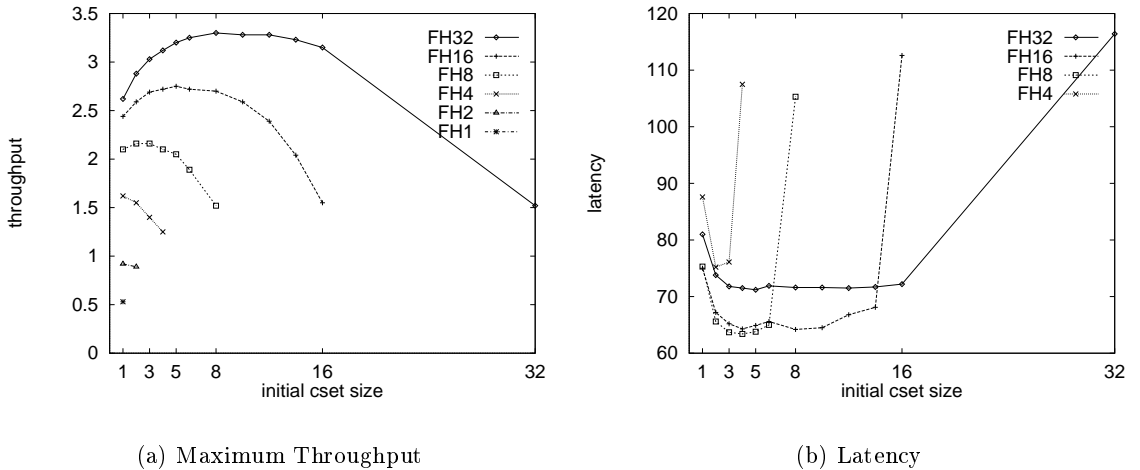 3.5
3
2.5
2
1.5
1
0.5
0
throughput
1 3 5 8 16 32
initial cset size
FH32
FH16
FH8
FH4
FH2
FH1
(a) Maximum Throughput
120
110
100
90
80
70
60
latency
1 3 5 8 16 32
initial cset size
FH32
FH16
FH8
FH4
(b) Latency